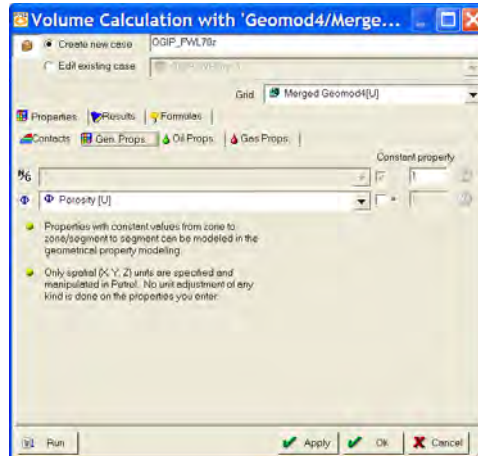 Volume Calculation with 'Geomod4/Merge...
Create new case OGIP_FWL70r
Edit existing case
Grid Merged Geomod4 [U]
Properties Results Formulas
Contacts Gen. Props. Oil Props. Gas Props.
Constant property
N/G 1
Φ Φ Porosity [U] =
Properties with constant values from zone to
zone/segment to segment can be modeled in the
geometrical property modeling.
Only spatial (X, Y, Z) units are specified and
manipulated in Petrel. No unit adjustment of any
kind is done on the properties you enter.
Run Apply Ok Cancel